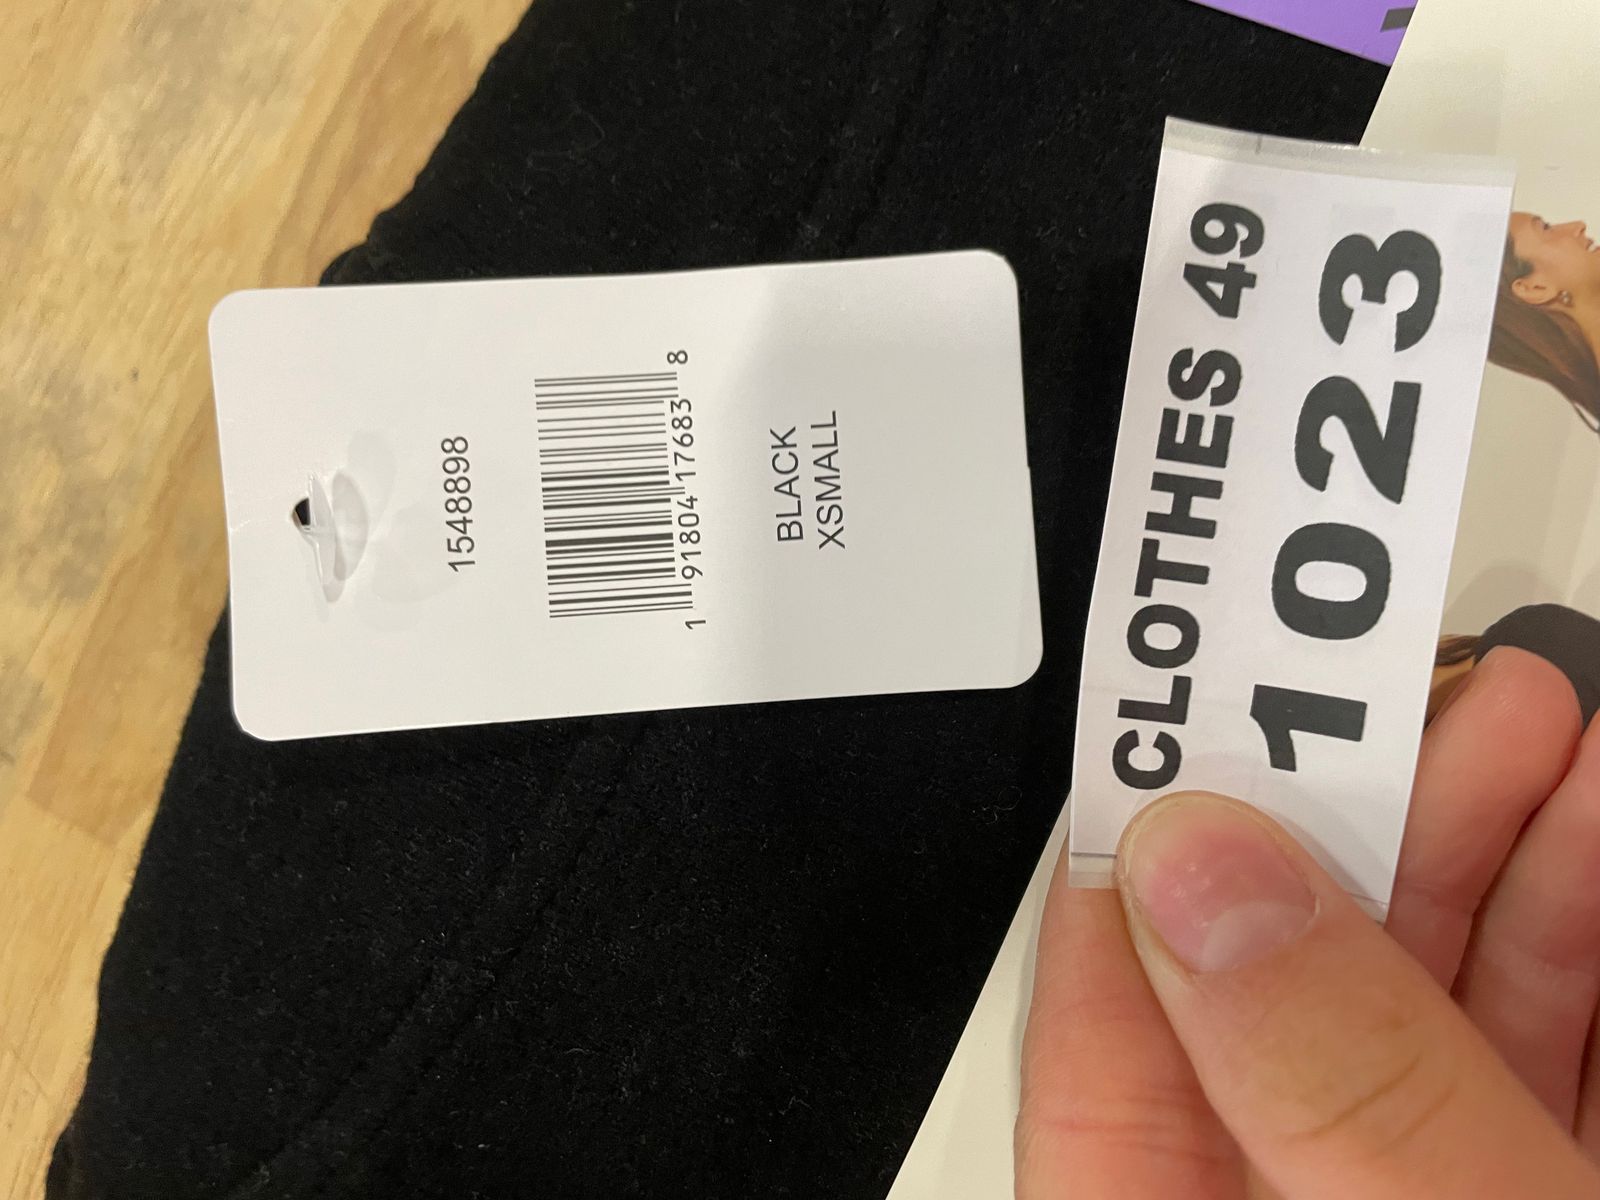 1548898
1 91804 17683 8
BLACK
XSMALL
CLOTHES 49
1023